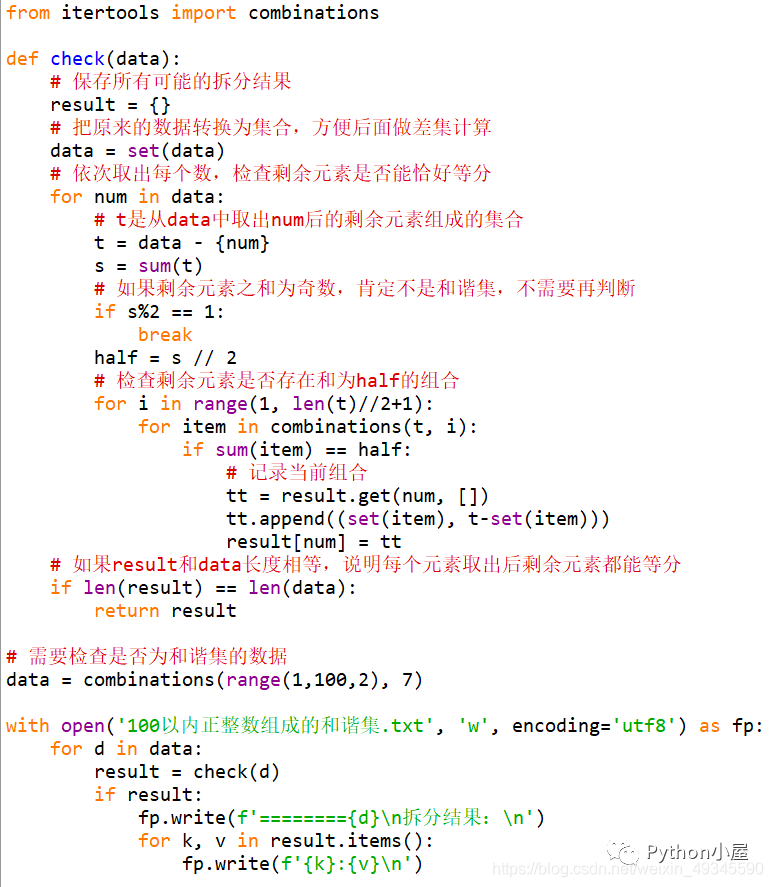 from itertools import combinations

def check(data):
    # 保存所有可能的拆分结果
    result = {}
    # 把原来的数据转换为集合，方便后面做差集计算
    data = set(data)
    # 依次取出每个数，检查剩余元素是否能恰好等分
    for num in data:
        # t是从data中取出num后的剩余元素组成的集合
        t = data - {num}
        s = sum(t)
        # 如果剩余元素之和为奇数，肯定不是和谐集，不需要再判断
        if s%2 == 1:
            break
        half = s // 2
        # 检查剩余元素是否存在和为half的组合
        for i in range(1, len(t)//2+1):
            for item in combinations(t, i):
                if sum(item) == half:
                    # 记录当前组合
                    tt = result.get(num, [])
                    tt.append((set(item), t-set(item)))
                    result[num] = tt
    # 如果result和data长度相等，说明每个元素取出后剩余元素都能等分
    if len(result) == len(data):
        return result

# 需要检查是否为和谐集的数据
data = combinations(range(1,100,2), 7)

with open('100以内正整数组成的和谐集.txt', 'w', encoding='utf8') as fp:
    for d in data:
        result = check(d)
        if result:
            fp.write(f'========{d}\n拆分结果：\n')
            for k, v in result.items():
                fp.write(f'{k}:{v}\n')
Python小屋
https://blog.csdn.net/weixin_49345590